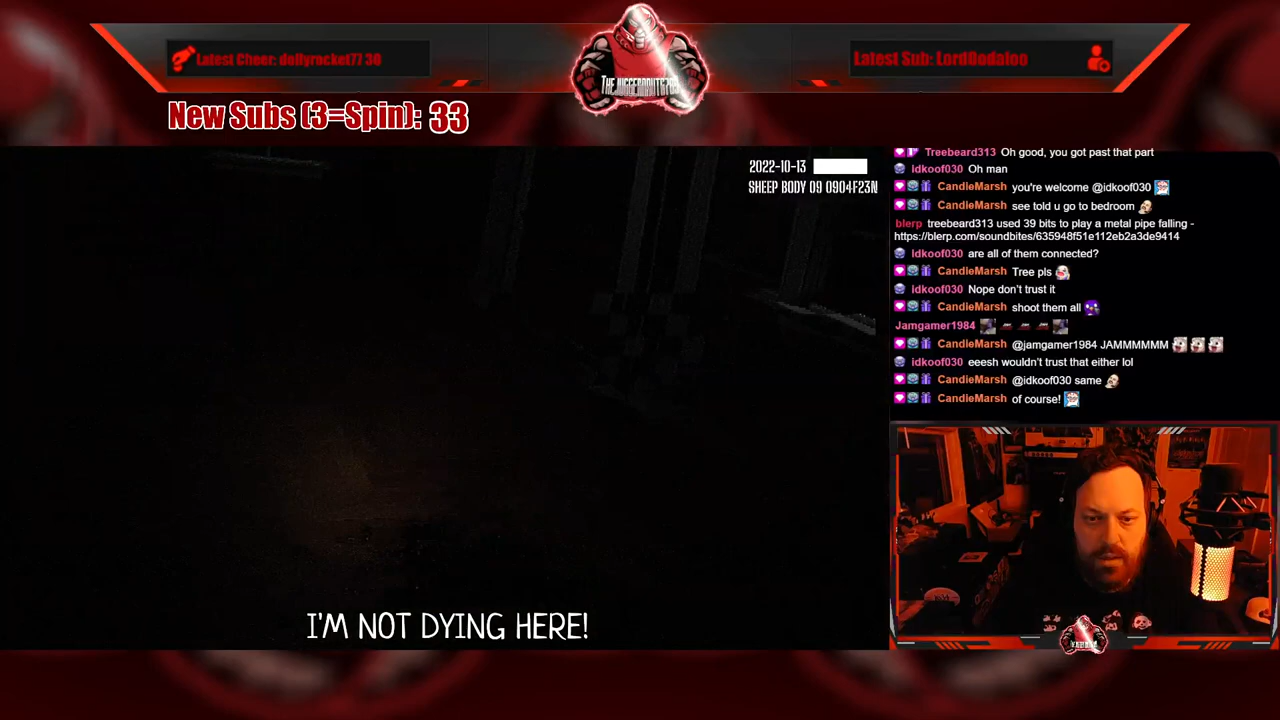 Latest Cheer: dollyrocket77 30
Latest Sub: LordOodaloo
New Subs (3=Spin): 33
2022-10-13
SHEEP BODY 09 0904F23N
Treebeard313 Oh good, you got past that part
idkoof030 Oh man
CandleMarsh you're welcome @idkoof030
CandleMarsh see told u go to bedroom
blerp treebeard313 used 39 bits to play a metal pipe falling -
https://blerp.com/soundbites/635948f51e112eb2a3de9414
idkoof030 are all of them connected?
CandleMarsh Tree pls
idkoof030 Nope don't trust it
CandleMarsh shoot them all
Jamgamer1984
CandleMarsh @jamgamer1984 JAMMMMMM
idkoof030 eeesh wouldn't trust that either lol
CandleMarsh @idkoof030 same
CandleMarsh of course!
I'M NOT DYING HERE!